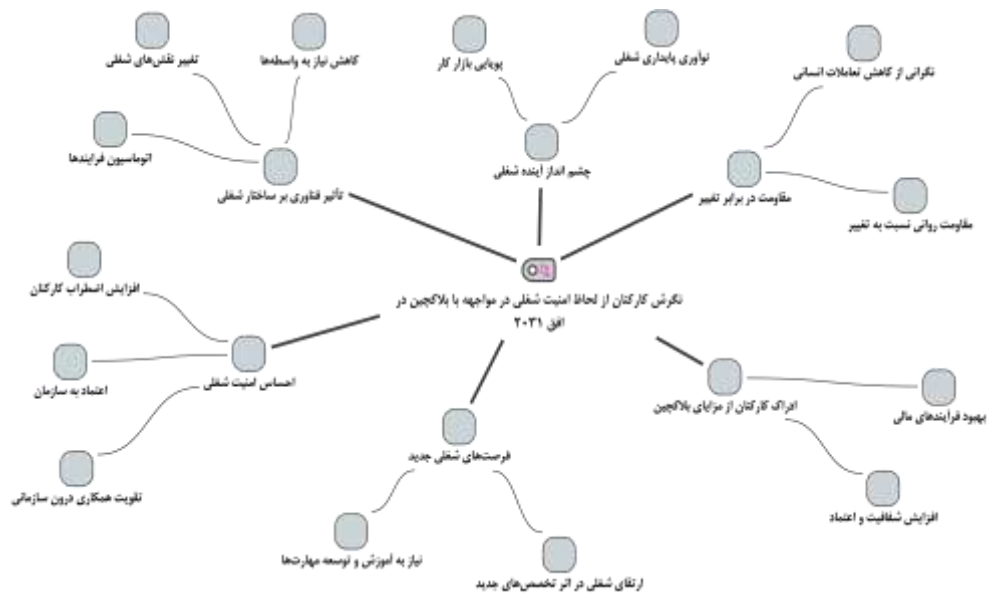 نوآوری پایداری شغلی
پویایی بازار کار
کاهش نیاز به واسطه‌ها
تغییر نقش‌های شغلی
نگرانی از کاهش تعاملات انسانی
اتوماسیون فرایندها
چشم انداز آینده شغلی
تأثیر فناوری بر ساختار شغلی
مقاومت در برابر تغییر
مقاومت روانی نسبت به تغییر
افزایش اضطراب کارکنان
نگرش کارکنان از لحاظ امنیت شغلی در مواجهه با بلاکچین در
افق ۲۰۳۱
احساس امنیت شغلی
اعتماد به سازمان
ادراک کارکنان از مزایای بلاکچین
بهبود فرآیندهای مالی
فرصت‌های شغلی جدید
تقویت همکاری درون سازمانی
افزایش شفافیت و اعتماد
نیاز به آموزش و توسعه مهارت‌ها
ارتقای شغلی در اثر تخصص‌های جدید